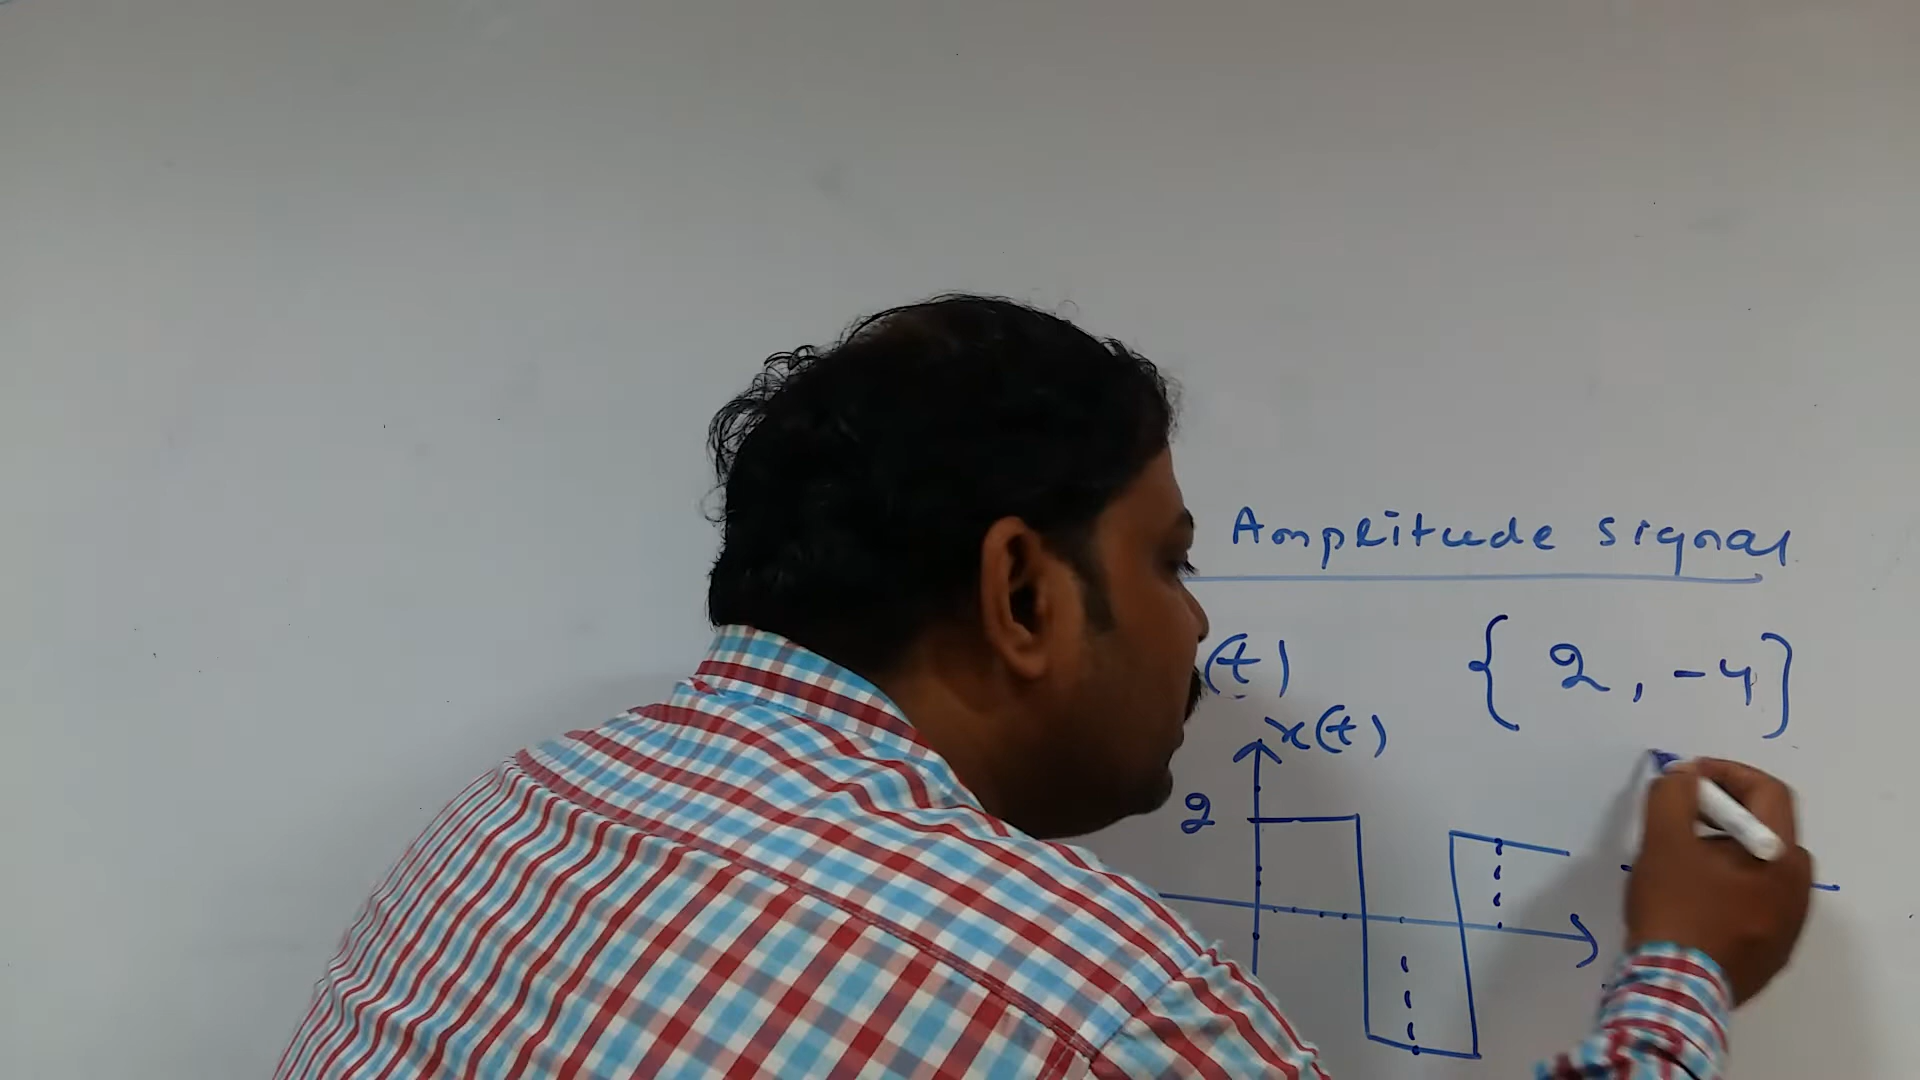 Amplitude signal
(t) { 2, -4 }
x(t)
2